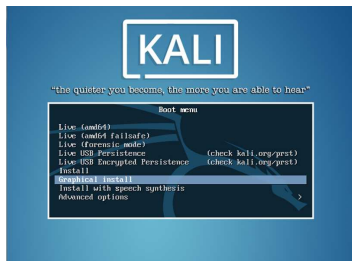 KALI
"the quieter you become, the more you are able to hear"
Boot menu
Live (amd64)
Live (amd64 failsafe)
Live (forensic mode)
Live USB Persistence (check kali.org/prst)
Live USB Encrypted Persistence (check kali.org/prst)
Install
Graphical install
Install with speech synthesis
Advanced options >